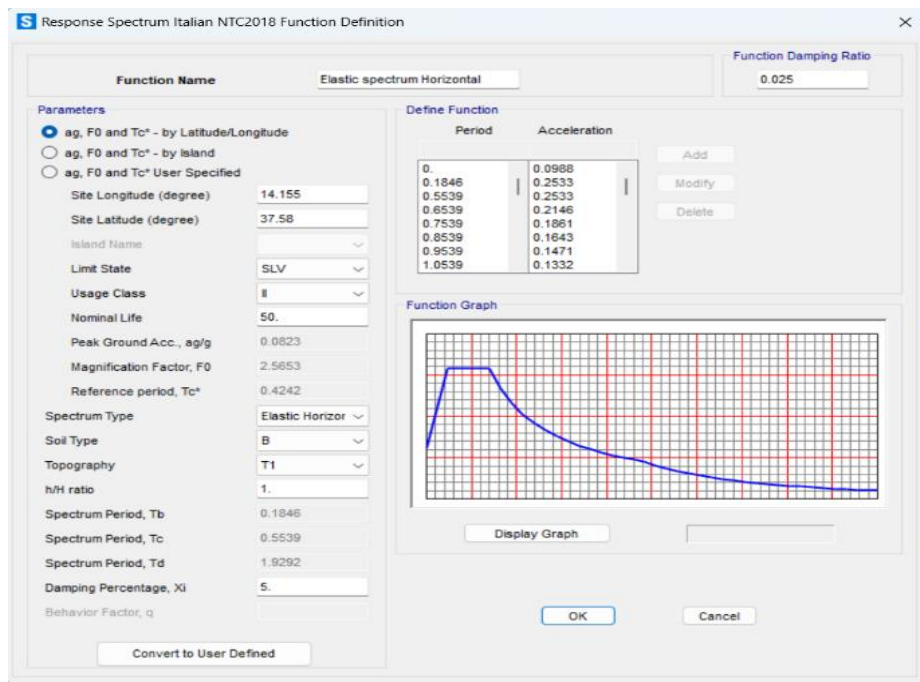 S Response Spectrum Italian NTC2018 Function Definition
Function Name Elastic spectrum Horizontal
Function Damping Ratio
0.025
Parameters
ag, F0 and Tc* - by Latitude/Longitude
ag, F0 and Tc* - by Island
ag, F0 and Tc* User Specified
Site Longitude (degree) 14.155
Site Latitude (degree) 37.58
Island Name
Limit State SLV
Usage Class II
Nominal Life 50.
Peak Ground Acc., ag/g 0.0823
Magnification Factor, F0 2.5653
Reference period, Tc* 0.4242
Spectrum Type Elastic Horizor
Soil Type B
Topography T1
h/H ratio 1.
Spectrum Period, Tb 0.1846
Spectrum Period, Tc 0.5539
Spectrum Period, Td 1.9292
Damping Percentage, Xi 5.
Behavior Factor, q
Convert to User Defined
Define Function
Period Acceleration
0. 0.0988
0.1846 0.2533
0.5539 0.2533
0.6539 0.2146
0.7539 0.1861
0.8539 0.1643
0.9539 0.1471
1.0539 0.1332
Add
Modify
Delete
Function Graph
Display Graph
OK Cancel